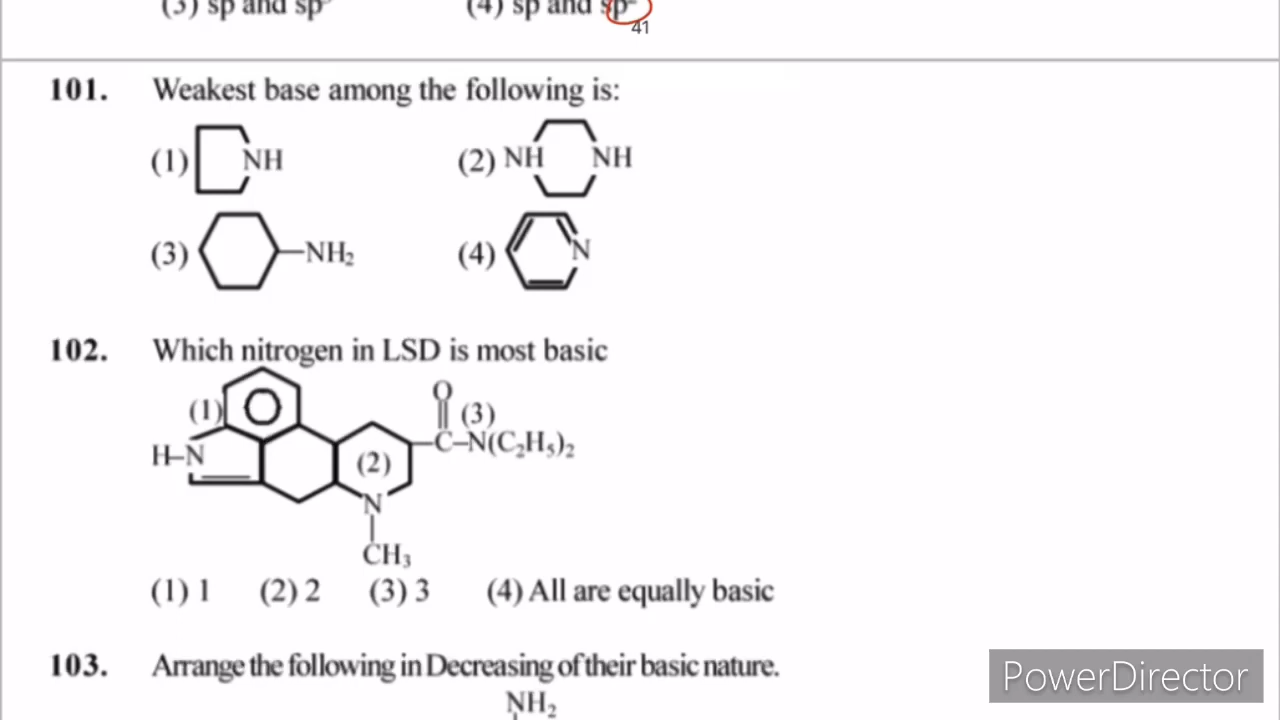 (3) sp and sp (4) sp and sp
41
101. Weakest base among the following is:
(1) NH (2) NH NH
(3) –NH₂ (4) N
102. Which nitrogen in LSD is most basic
O
(1) || (3)
H–N (2) –C–N(C₂H₅)₂
N
|
CH₃
(1) 1 (2) 2 (3) 3 (4) All are equally basic
103. Arrange the following in Decreasing of their basic nature.
NH₂
PowerDirector